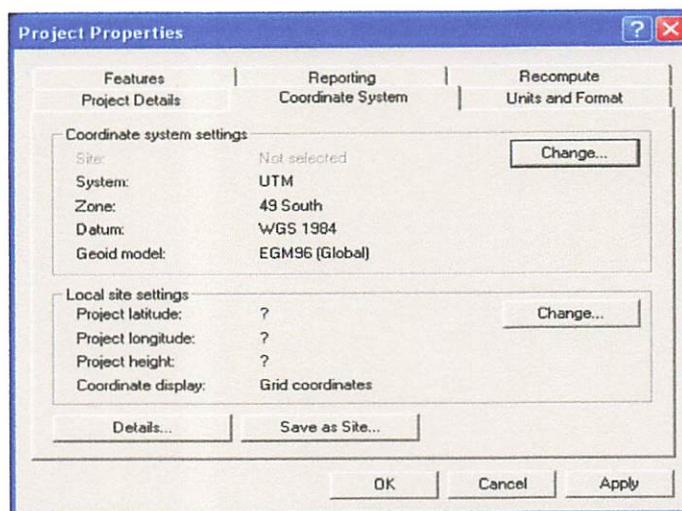 Project Properties
Features Reporting Recompute
Project Details Coordinate System Units and Format
Coordinate system settings
Site: Not selected Change...
System: UTM
Zone: 49 South
Datum: WGS 1984
Geoid model: EGM96 (Global)
Local site settings
Project latitude: ? Change...
Project longitude: ?
Project height: ?
Coordinate display: Grid coordinates
Details... Save as Site...
OK Cancel Apply